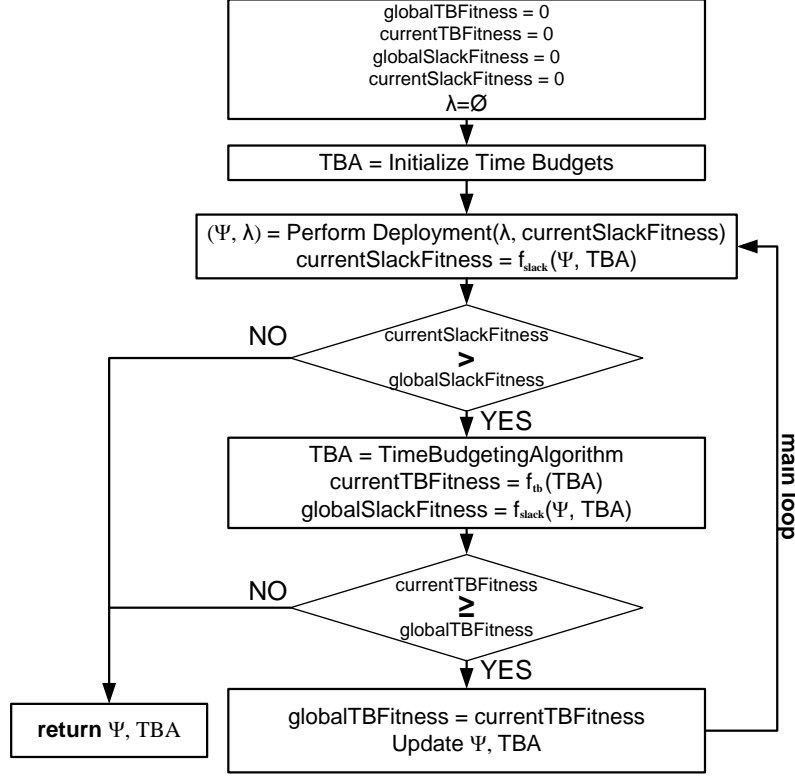 globalTBFitness = 0
currentTBFitness = 0
globalSlackFitness = 0
currentSlackFitness = 0
λ=Ø
TBA = Initialize Time Budgets
(Ψ, λ) = Perform Deployment(λ, currentSlackFitness)
currentSlackFitness = fslack(Ψ, TBA)
NO
currentSlackFitness
>
globalSlackFitness
YES
TBA = TimeBudgetingAlgorithm
currentTBFitness = ftb(TBA)
globalSlackFitness = fslack(Ψ, TBA)
main loop
NO
currentTBFitness
≥
globalTBFitness
YES
return Ψ, TBA
globalTBFitness = currentTBFitness
Update Ψ, TBA